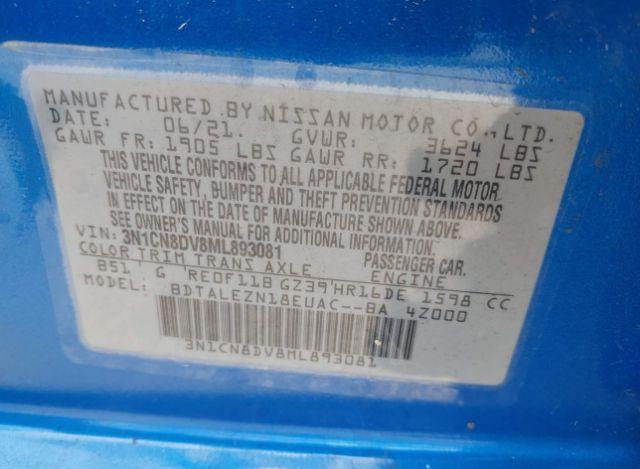 MANUFACTURED BY NISSAN MOTOR CO.,LTD.
DATE: 06/21. GVWR: 3624 LBS
GAWR FR: 1905 LBS GAWR RR: 1720 LBS
THIS VEHICLE CONFORMS TO ALL APPLICABLE FEDERAL MOTOR
VEHICLE SAFETY, BUMPER AND THEFT PREVENTION STANDARDS
IN EFFECT ON THE DATE OF MANUFACTURE SHOWN ABOVE.
SEE OWNER'S MANUAL FOR ADDITIONAL INFORMATION.
VIN: 3N1CN8DV8ML893081 PASSENGER CAR.
COLOR TRIM TRANS AXLE ENGINE
B51 G RE0F11B GZ39 HR16DE 1598 CC
MODEL: BDTALEZN18EUAC--BA 4Z000
3N1CN8DV8ML893081